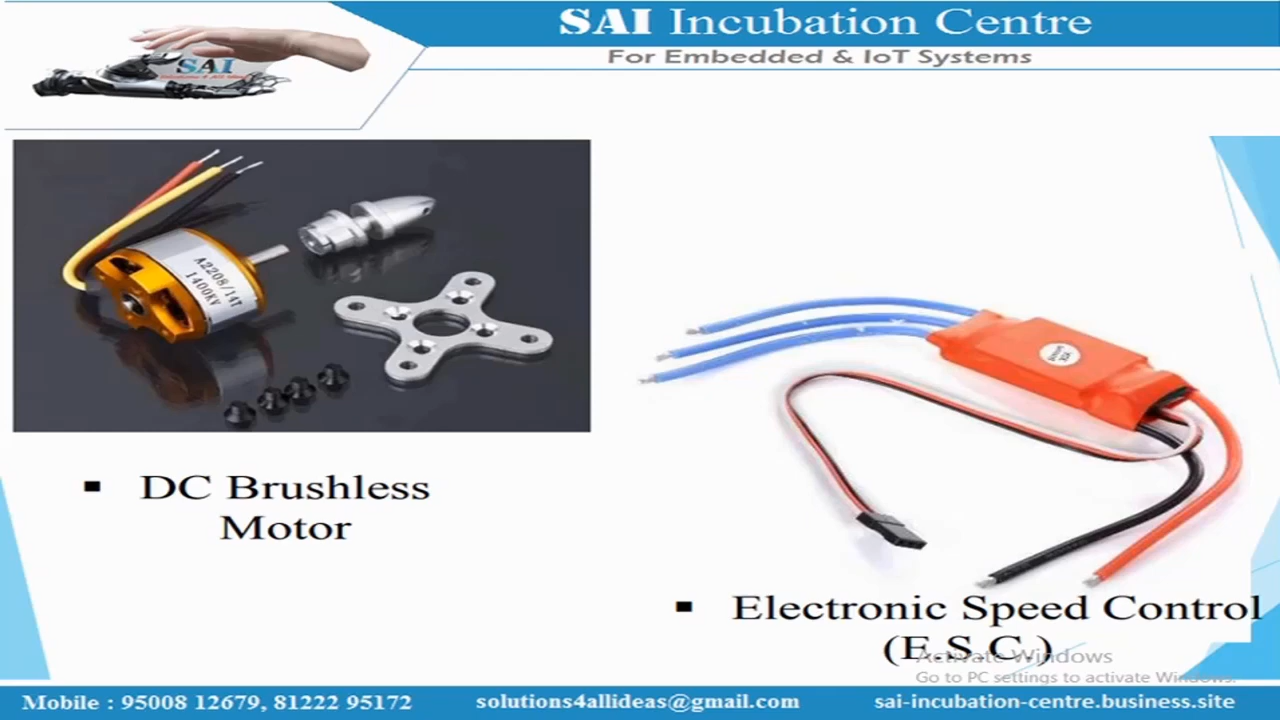 SAI Incubation Centre
For Embedded & IoT Systems
SAI
A2208/14T
1400KV
▪ DC Brushless
Motor
▪ Electronic Speed Control
(E.S.C.)
Activate Windows
Go to PC settings to activate Windows.
Mobile : 95008 12679, 81222 95172
solutions4allideas@gmail.com
sai-incubation-centre.business.site